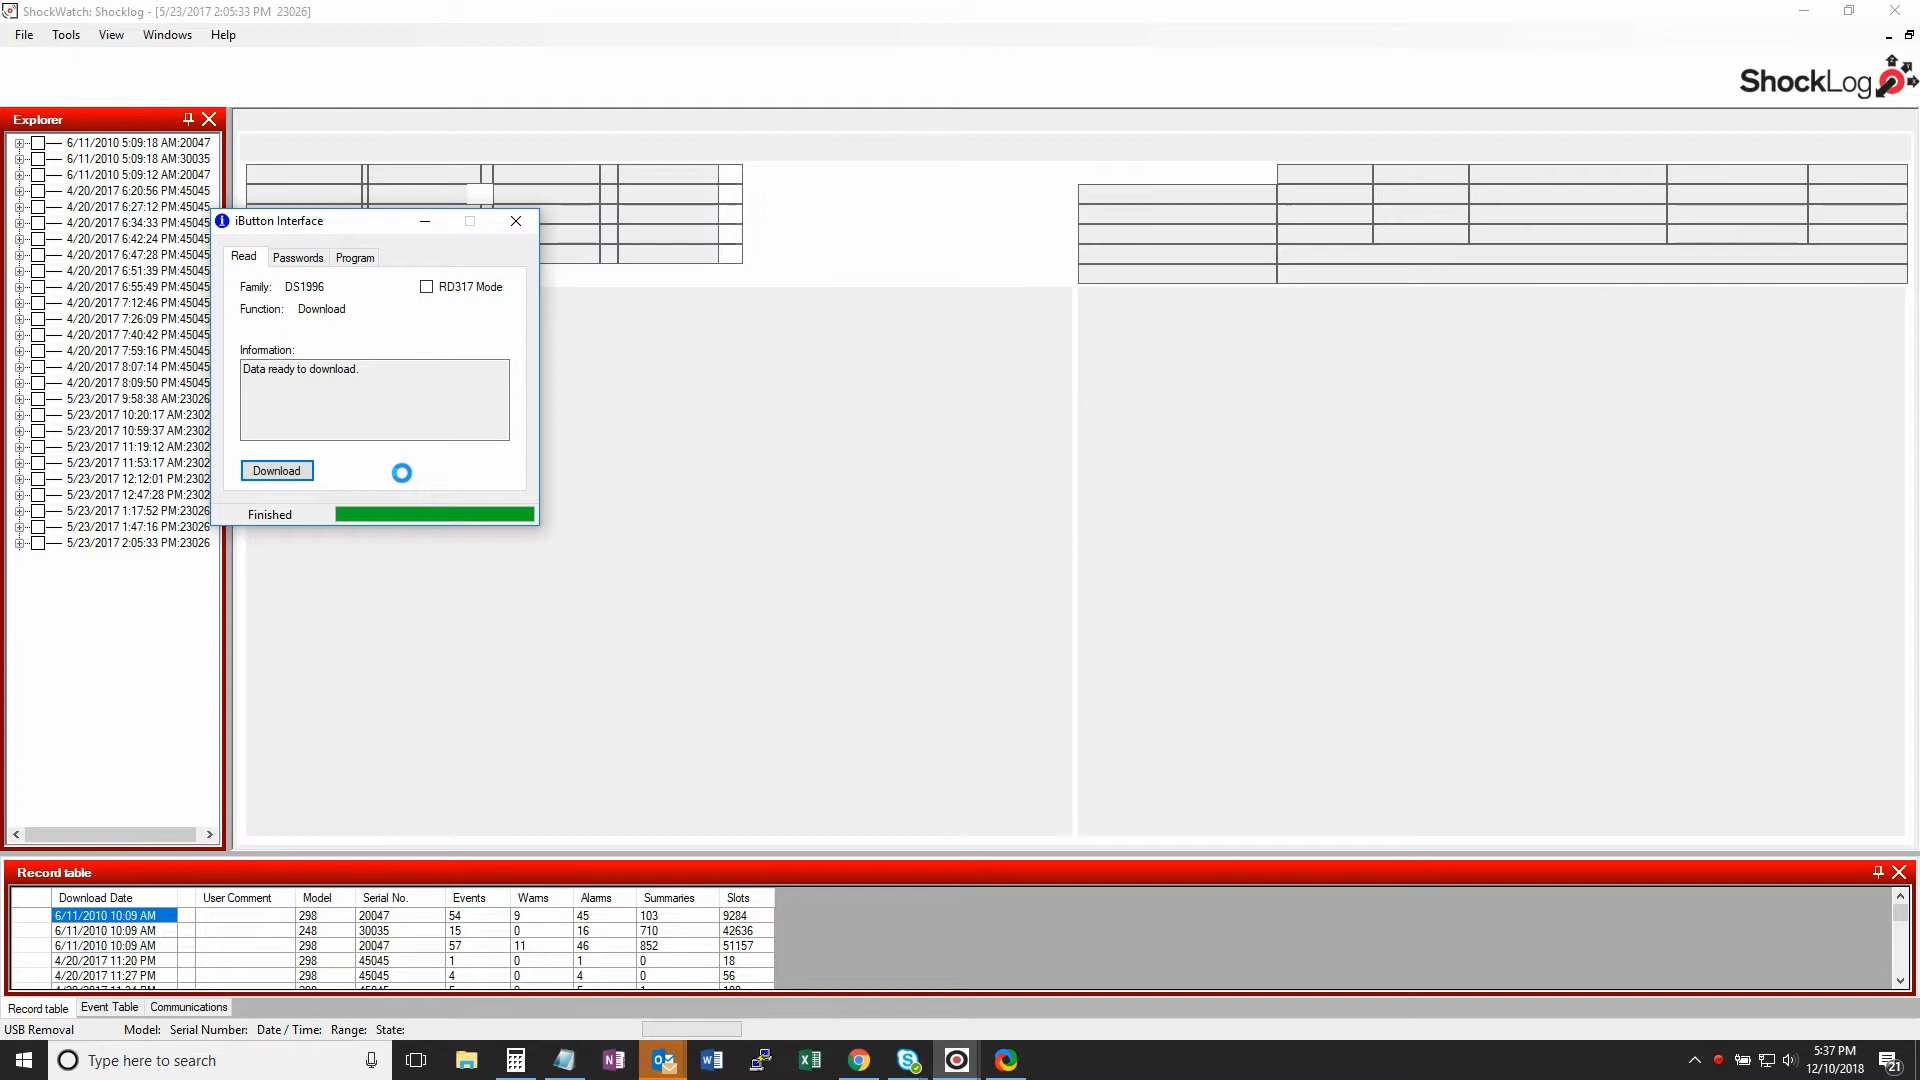 ShockWatch: Shocklog - [5/23/2017 2:05:33 PM 23026]
File Tools View Windows Help
ShockLog
Explorer
6/11/2010 5:09:18 AM:20047
6/11/2010 5:09:18 AM:30035
6/11/2010 5:09:12 AM:20047
4/20/2017 6:20:56 PM:45045
4/20/2017 6:27:12 PM:45045
4/20/2017 6:34:33 PM:45045
4/20/2017 6:42:24 PM:45045
4/20/2017 6:47:28 PM:45045
4/20/2017 6:51:39 PM:45045
4/20/2017 6:55:49 PM:45045
4/20/2017 7:12:46 PM:45045
4/20/2017 7:26:09 PM:45045
4/20/2017 7:40:42 PM:45045
4/20/2017 7:59:16 PM:45045
4/20/2017 8:07:14 PM:45045
4/20/2017 8:09:50 PM:45045
5/23/2017 9:58:38 AM:23026
5/23/2017 10:20:17 AM:2302
5/23/2017 10:59:37 AM:2302
5/23/2017 11:19:12 AM:2302
5/23/2017 11:53:17 AM:2302
5/23/2017 12:12:01 PM:2302
5/23/2017 12:47:28 PM:2302
5/23/2017 1:17:52 PM:23026
5/23/2017 1:47:16 PM:23026
5/23/2017 2:05:33 PM:23026
iButton Interface
Read Passwords Program
Family: DS1996 RD317 Mode
Function: Download
Information:
Data ready to download.
Download
Finished
Record table
Download Date User Comment Model Serial No. Events Warns Alarms Summaries Slots
6/11/2010 10:09 AM 298 20047 54 9 45 103 9284
6/11/2010 10:09 AM 248 30035 15 0 16 710 42636
6/11/2010 10:09 AM 298 20047 57 11 46 852 51157
4/20/2017 11:20 PM 298 45045 1 0 1 0 18
4/20/2017 11:27 PM 298 45045 4 0 4 0 56
Record table Event Table Communications
USB Removal Model: Serial Number: Date / Time: Range: State:
Type here to search
5:37 PM
12/10/2018
21